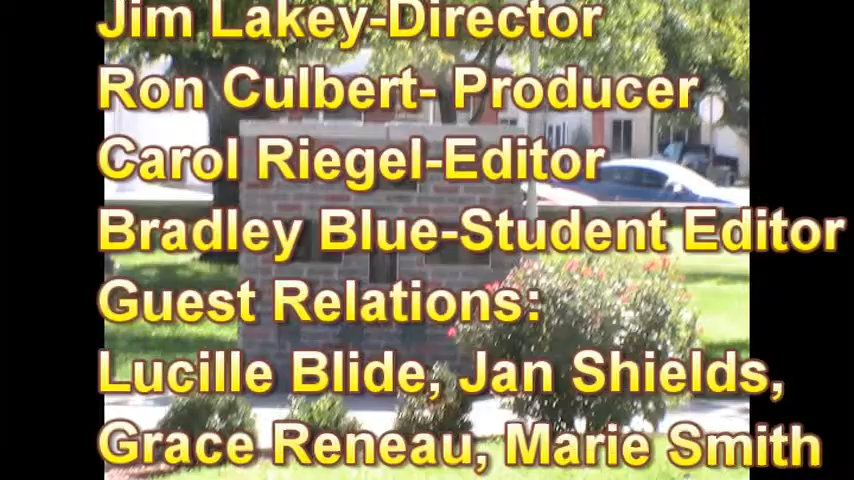 Jim Lakey-Director
Ron Culbert- Producer
Carol Riegel-Editor
Bradley Blue-Student Editor
Guest Relations:
Lucille Blide, Jan Shields,
Grace Reneau, Marie Smith